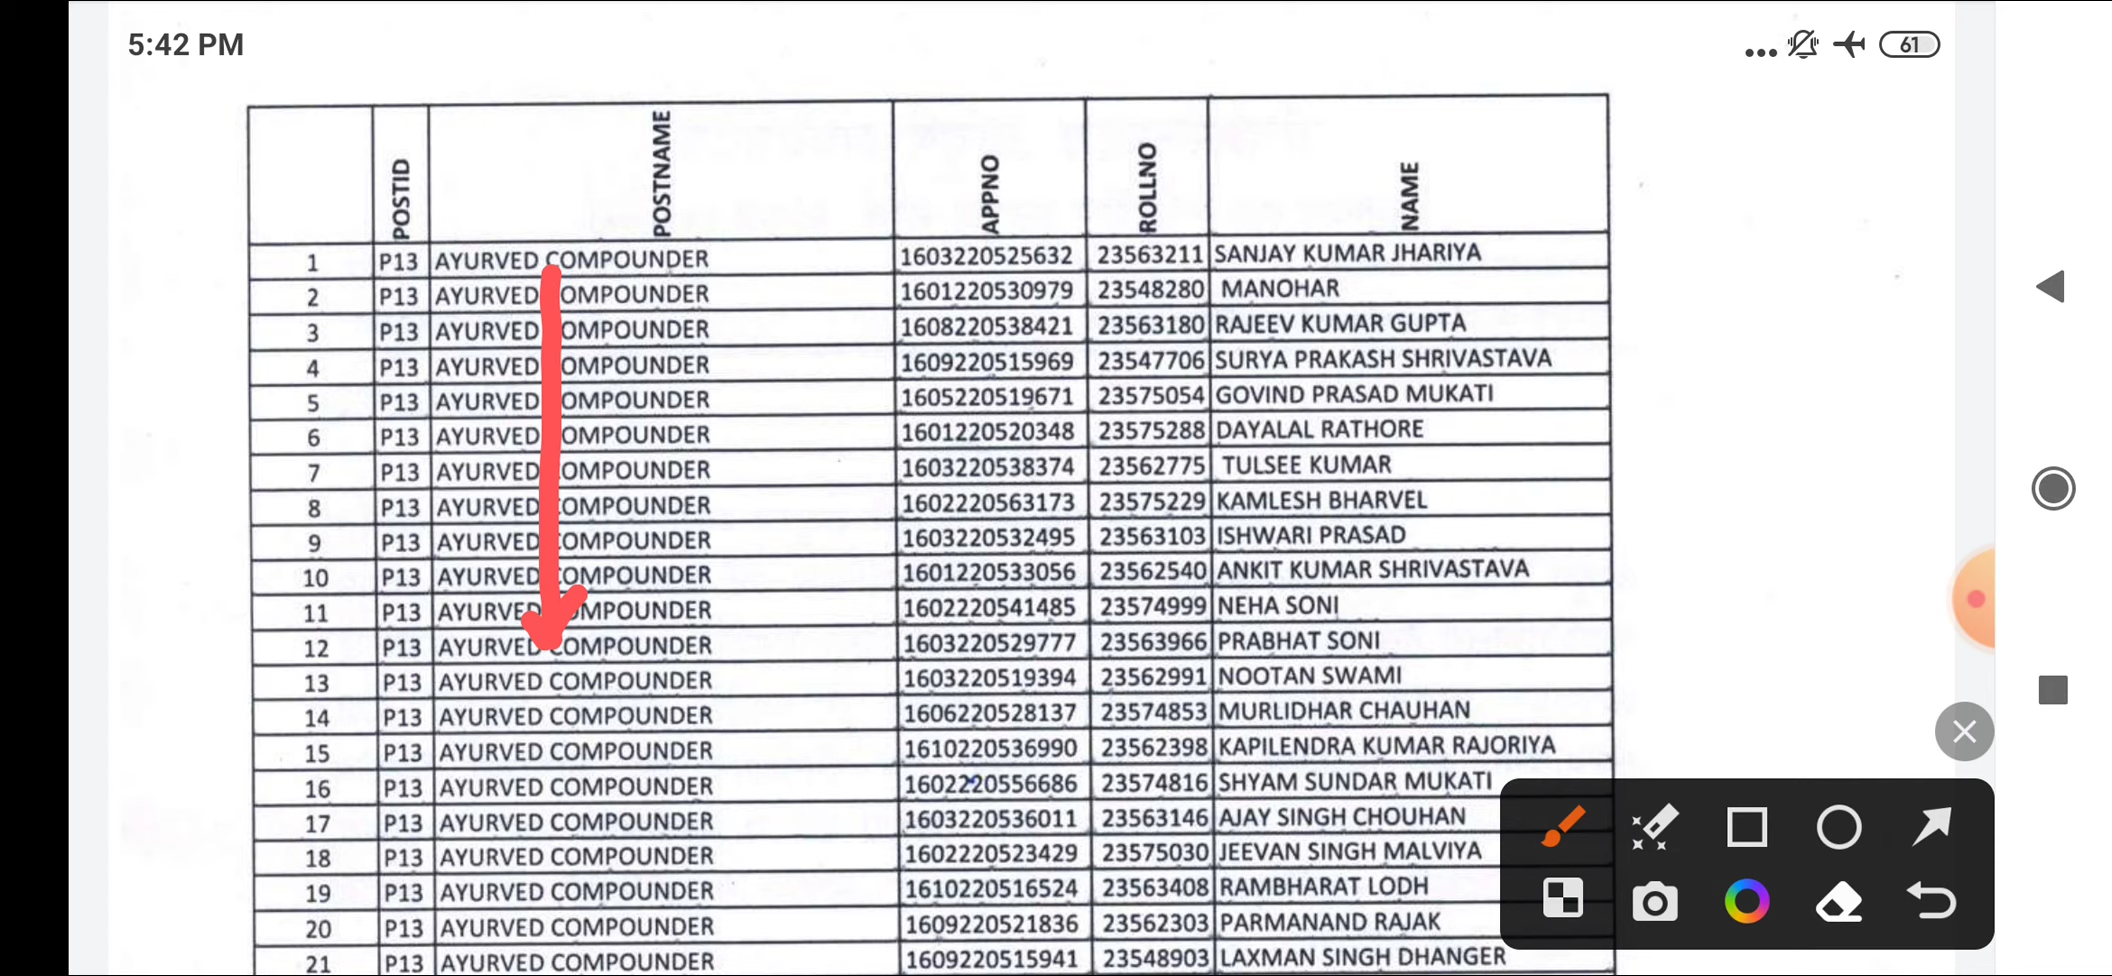 5:42 PM
61
POSTID POSTNAME APPNO ROLLNO NAME
1 P13 AYURVED COMPOUNDER 1603220525632 23563211 SANJAY KUMAR JHARIYA
2 P13 AYURVED COMPOUNDER 1601220530979 23548280 MANOHAR
3 P13 AYURVED COMPOUNDER 1608220538421 23563180 RAJEEV KUMAR GUPTA
4 P13 AYURVED COMPOUNDER 1609220515969 23547706 SURYA PRAKASH SHRIVASTAVA
5 P13 AYURVED COMPOUNDER 1605220519671 23575054 GOVIND PRASAD MUKATI
6 P13 AYURVED COMPOUNDER 1601220520348 23575288 DAYALAL RATHORE
7 P13 AYURVED COMPOUNDER 1603220538374 23562775 TULSEE KUMAR
8 P13 AYURVED COMPOUNDER 1602220563173 23575229 KAMLESH BHARVEL
9 P13 AYURVED COMPOUNDER 1603220532495 23563103 ISHWARI PRASAD
10 P13 AYURVED COMPOUNDER 1601220533056 23562540 ANKIT KUMAR SHRIVASTAVA
11 P13 AYURVED COMPOUNDER 1602220541485 23574999 NEHA SONI
12 P13 AYURVED COMPOUNDER 1603220529777 23563966 PRABHAT SONI
13 P13 AYURVED COMPOUNDER 1603220519394 23562991 NOOTAN SWAMI
14 P13 AYURVED COMPOUNDER 1606220528137 23574853 MURLIDHAR CHAUHAN
15 P13 AYURVED COMPOUNDER 1610220536990 23562398 KAPILENDRA KUMAR RAJORIYA
16 P13 AYURVED COMPOUNDER 1602220556686 23574816 SHYAM SUNDAR MUKATI
17 P13 AYURVED COMPOUNDER 1603220536011 23563146 AJAY SINGH CHOUHAN
18 P13 AYURVED COMPOUNDER 1602220523429 23575030 JEEVAN SINGH MALVIYA
19 P13 AYURVED COMPOUNDER 1610220516524 23563408 RAMBHARAT LODH
20 P13 AYURVED COMPOUNDER 1609220521836 23562303 PARMANAND RAJAK
21 P13 AYURVED COMPOUNDER 1609220515941 23548903 LAXMAN SINGH DHANGER